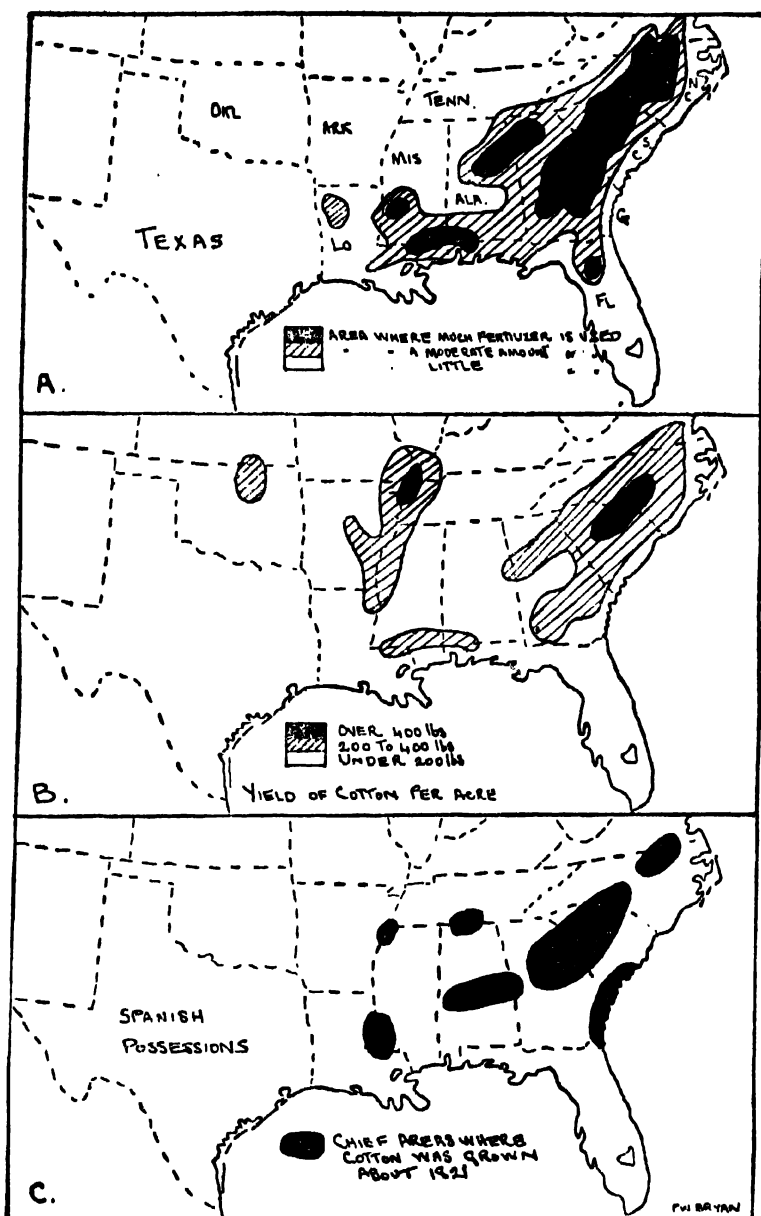 OKL
ARK
TENN.
MIS
ALA.
N
C
S
C
G
TEXAS
LO
FL
AREA WHERE MUCH FERTILIZER IS USED
" " A MODERATE AMOUNT " " "
LITTLE " "
A.
OVER 400 lbs
200 TO 400 lbs
UNDER 200 lbs
B.
YIELD OF COTTON PER ACRE
SPANISH
POSSESSIONS
CHIEF AREAS WHERE
COTTON WAS GROWN
ABOUT 1821
C.
PW BRYAN